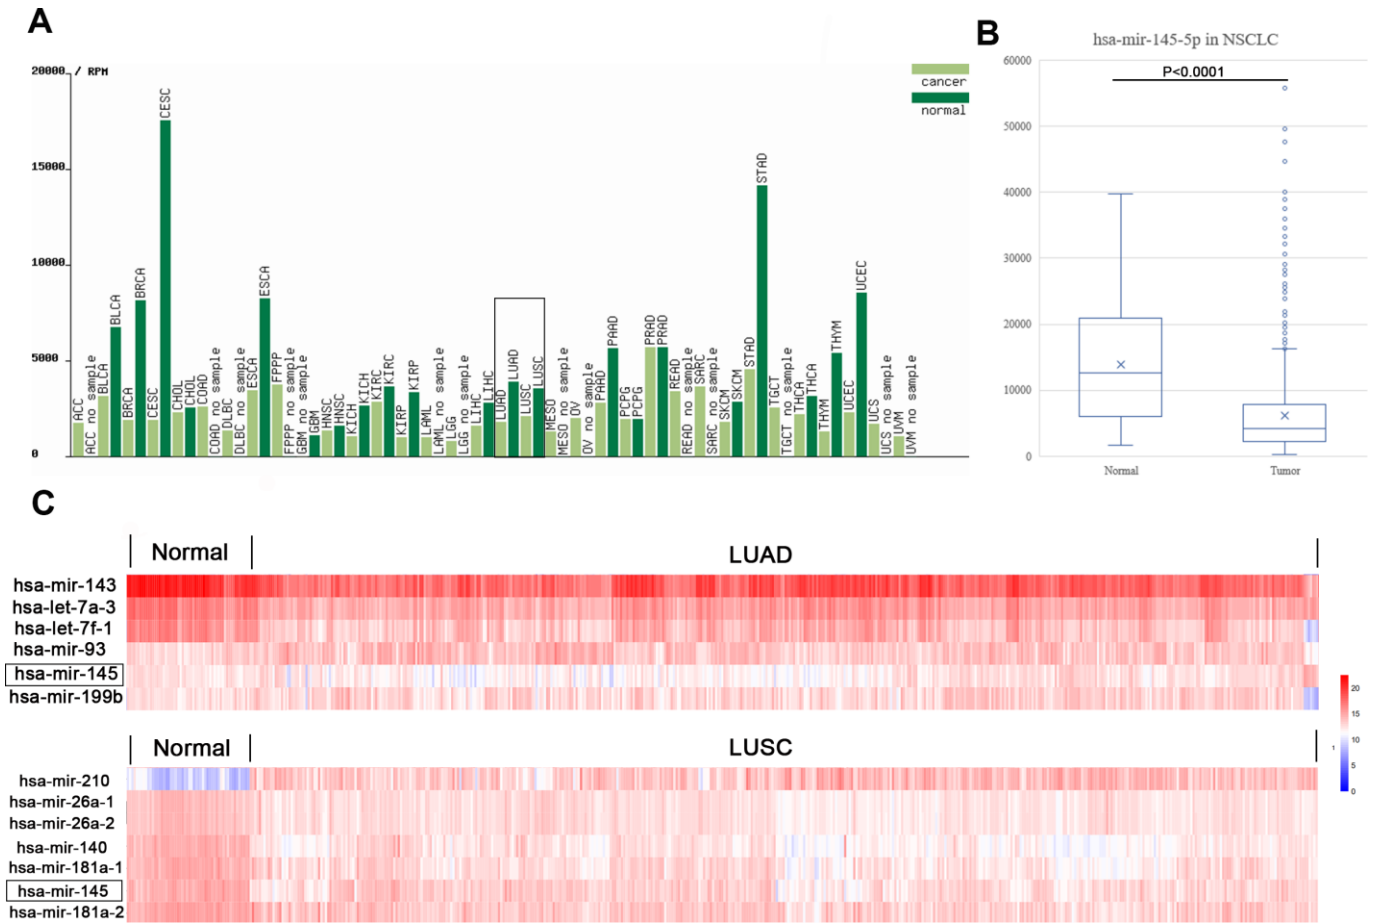 A
20000 / RPM
15000
10000
5000
0
cancer
normal
ACC
ACC no sample
BLCA
BLCA
BRCA
BRCA
CESC
CESC
CHOL
CHOL
COAD
COAD no sample
DLBC
DLBC no sample
ESCA
ESCA
FPPP
FPPP no sample
GBM no sample
GBM
HNSC
HNSC
KICH
KICH
KIRC
KIRC
KIRP
KIRP
LAML
LAML no sample
LGG
LGG no sample
LIHC
LIHC
LUAD
LUAD
LUSC
LUSC
MESO
MESO no sample
OV
OV no sample
PAAD
PAAD
PCPG
PCPG
PRAD
PRAD
READ
READ no sample
SARC
SARC no sample
SKCM
SKCM
STAD
STAD
TGCT
TGCT no sample
THCA
THCA
THYM
THYM
UCEC
UCEC
UCS
UCS no sample
UVM
UVM no sample
B
hsa-mir-145-5p in NSCLC
P<0.0001
60000
50000
40000
30000
20000
10000
0
Normal
Tumor
C
Normal
LUAD
hsa-mir-143
hsa-let-7a-3
hsa-let-7f-1
hsa-mir-93
hsa-mir-145
hsa-mir-199b
Normal
LUSC
hsa-mir-210
hsa-mir-26a-1
hsa-mir-26a-2
hsa-mir-140
hsa-mir-181a-1
hsa-mir-145
hsa-mir-181a-2
20
15
10
5
0
1